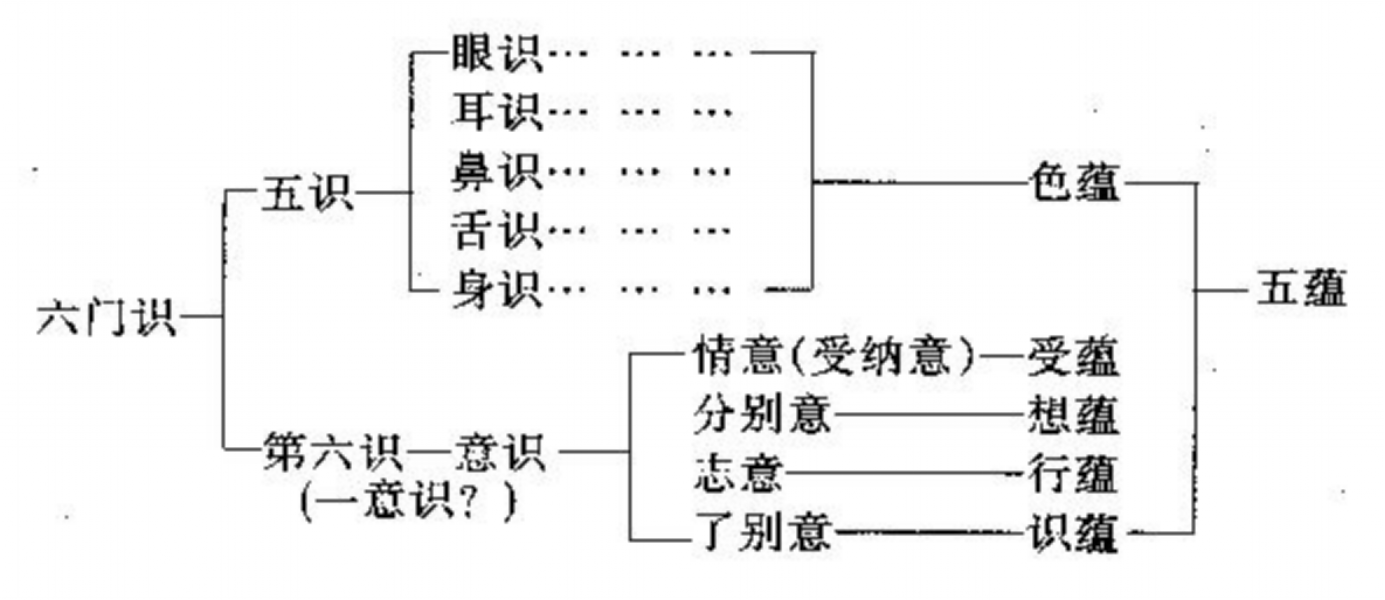 眼识… … …
耳识… … …
鼻识… … …
五识 色蕴
舌识… … …
身识… … …
六门识 五蕴
情意(受纳意) 受蕴
分别意 想蕴
第六识 意识
志意 行蕴
(一意识?)
了别意 识蕴